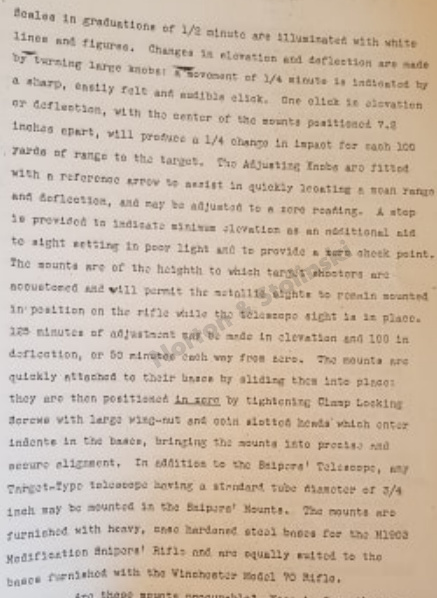 Scales in graduations of 1/2 minute are illuminated with white
lines and figures. Changes in elevation and deflection are made
by turning large knobs: a movement of 1/4 minute is indicated by
a sharp, easily felt and audible click. One click in elevation
or deflection, with the center of the mounts positioned 7.2
inches apart, will produce a 1/4 change in impact for each 100
yards of range to the target. The Adjusting Knobs are fitted
with a reference arrow to assist in quickly locating a mean range
and deflection, and may be adjusted to a zero reading. A stop
is provided to indicate minimum elevation as an additional aid
to sight setting in poor light and to provide a zero check point.
The mounts are of the heighth to which target shooters are
accustomed and will permit the metallic sights to remain mounted
in position on the rifle while the telescope sight is in place.
125 minutes of adjustment may be made in elevation and 100 in
deflection, or 50 minutes each way from zero. The mounts are
quickly attached to their bases by sliding them into place:
they are then positioned in zero by tightening Clamp Locking
Screws with large wing-nut and coin slotted heads which enter
indents in the bases, bringing the mounts into precise and
secure alignment. In addition to the Snipers' Telescope, any
Target-Type telescope having a standard tube diameter of 3/4
inch may be mounted in the Snipers' Mounts. The mounts are
furnished with heavy, case hardened steel bases for the M1903
Modification Snipers' Rifle and are equally suited to the
bases furnished with the Winchester Model 70 Rifle.
Are these mounts procurable?